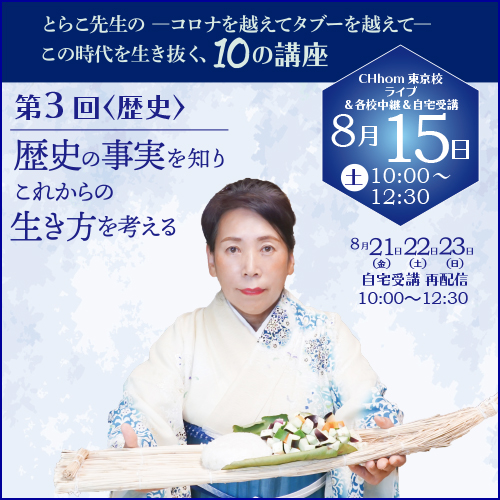 とらこ先生の ―コロナを越えてタブーを越えて―
この時代を生き抜く、10の講座
第3回〈歴史〉
歴史の事実を知り
これからの
生き方を考える
CHhom 東京校
ライブ
&各校中継&自宅受講
8月15日
土 10:00〜
12:30
8月21日22日23日
(金) (土) (日)
自宅受講 再配信
10:00〜12:30